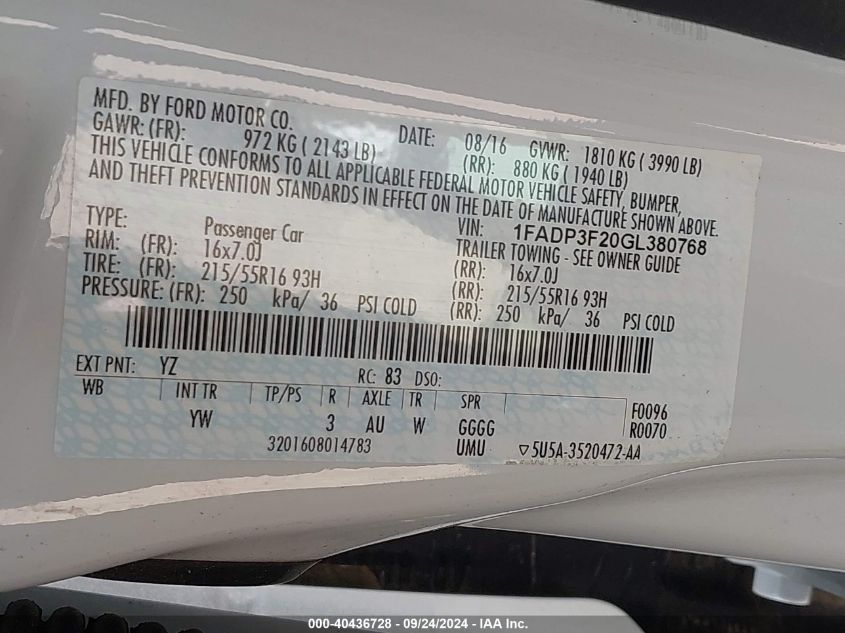 MFD. BY FORD MOTOR CO.
DATE: 08/16 GVWR: 1810 KG ( 3990 LB)
GAWR: (FR): 972 KG ( 2143 LB) (RR): 880 KG ( 1940 LB)
THIS VEHICLE CONFORMS TO ALL APPLICABLE FEDERAL MOTOR VEHICLE SAFETY, BUMPER,
AND THEFT PREVENTION STANDARDS IN EFFECT ON THE DATE OF MANUFACTURE SHOWN ABOVE.
VIN: 1FADP3F20GL380768
TYPE: Passenger Car TRAILER TOWING - SEE OWNER GUIDE
RIM: (FR): 16x7.0J (RR): 16x7.0J
TIRE: (FR): 215/55R16 93H (RR): 215/55R16 93H
PRESSURE: (FR): 250 kPa/ 36 PSI COLD (RR): 250 kPa/ 36 PSI COLD
EXT PNT: YZ RC: 83 DSO:
WB INT TR TP/PS R AXLE TR SPR F0096
YW 3 AU W GGGG R0070
3201608014783 UMU ▽5U5A-3520472-AA
000-40436728 - 09/24/2024 - IAA Inc.